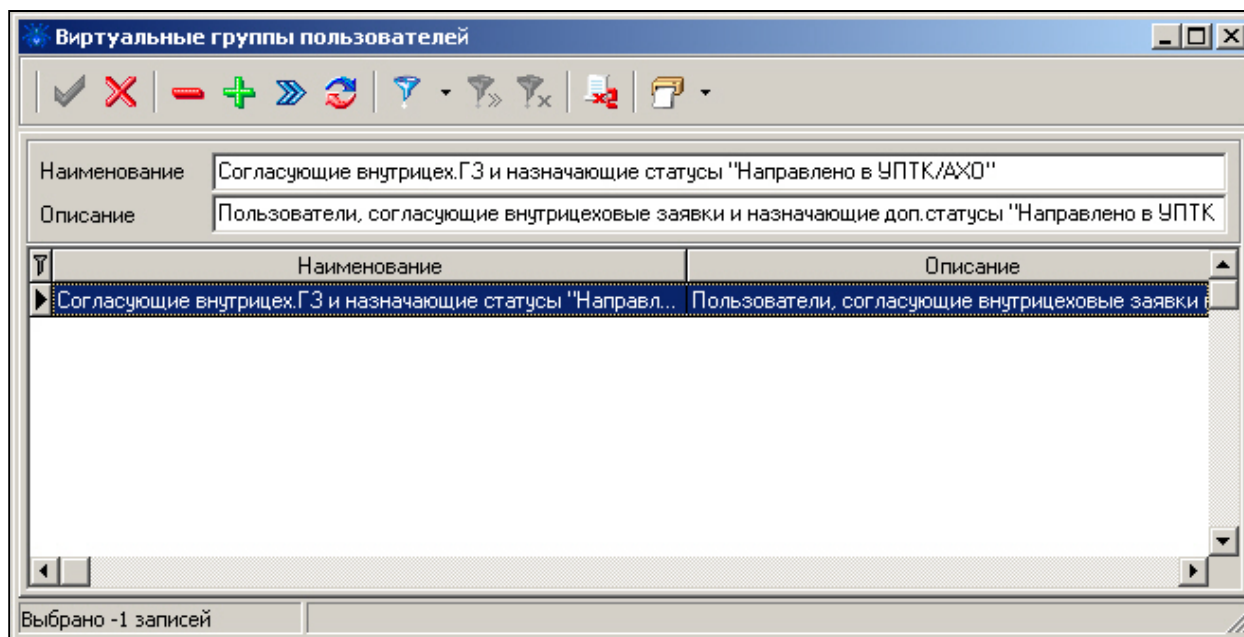 Виртуальные группы пользователей
Наименование Согласующие внутрицех.ГЗ и назначающие статусы "Направлено в УПТК/АХО"
Описание Пользователи, согласующие внутрицеховые заявки и назначающие доп.статусы "Направлено в УПТК
Наименование Описание
Согласующие внутрицех.ГЗ и назначающие статусы "Направл... Пользователи, согласующие внутрицеховые заявки
Выбрано -1 записей